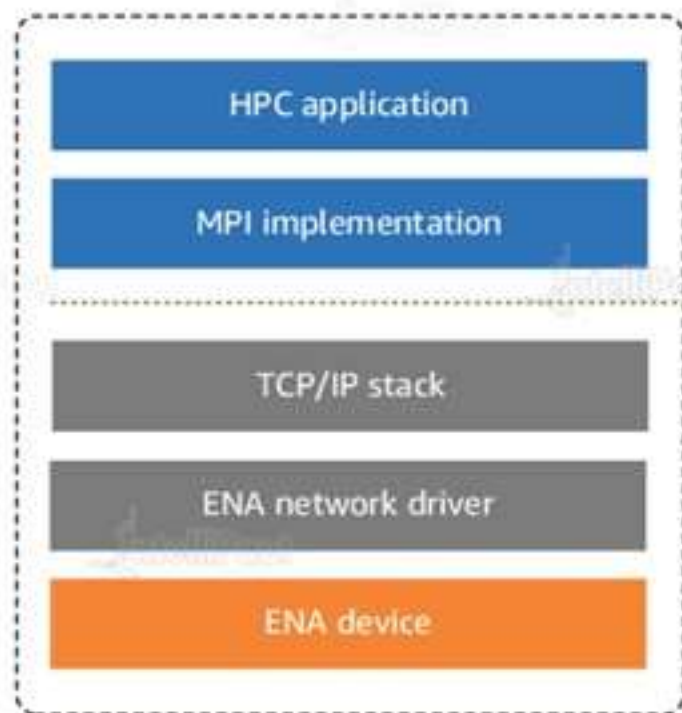 HPC application
MPI implementation
TCP/IP stack
ENA network driver
ENA device